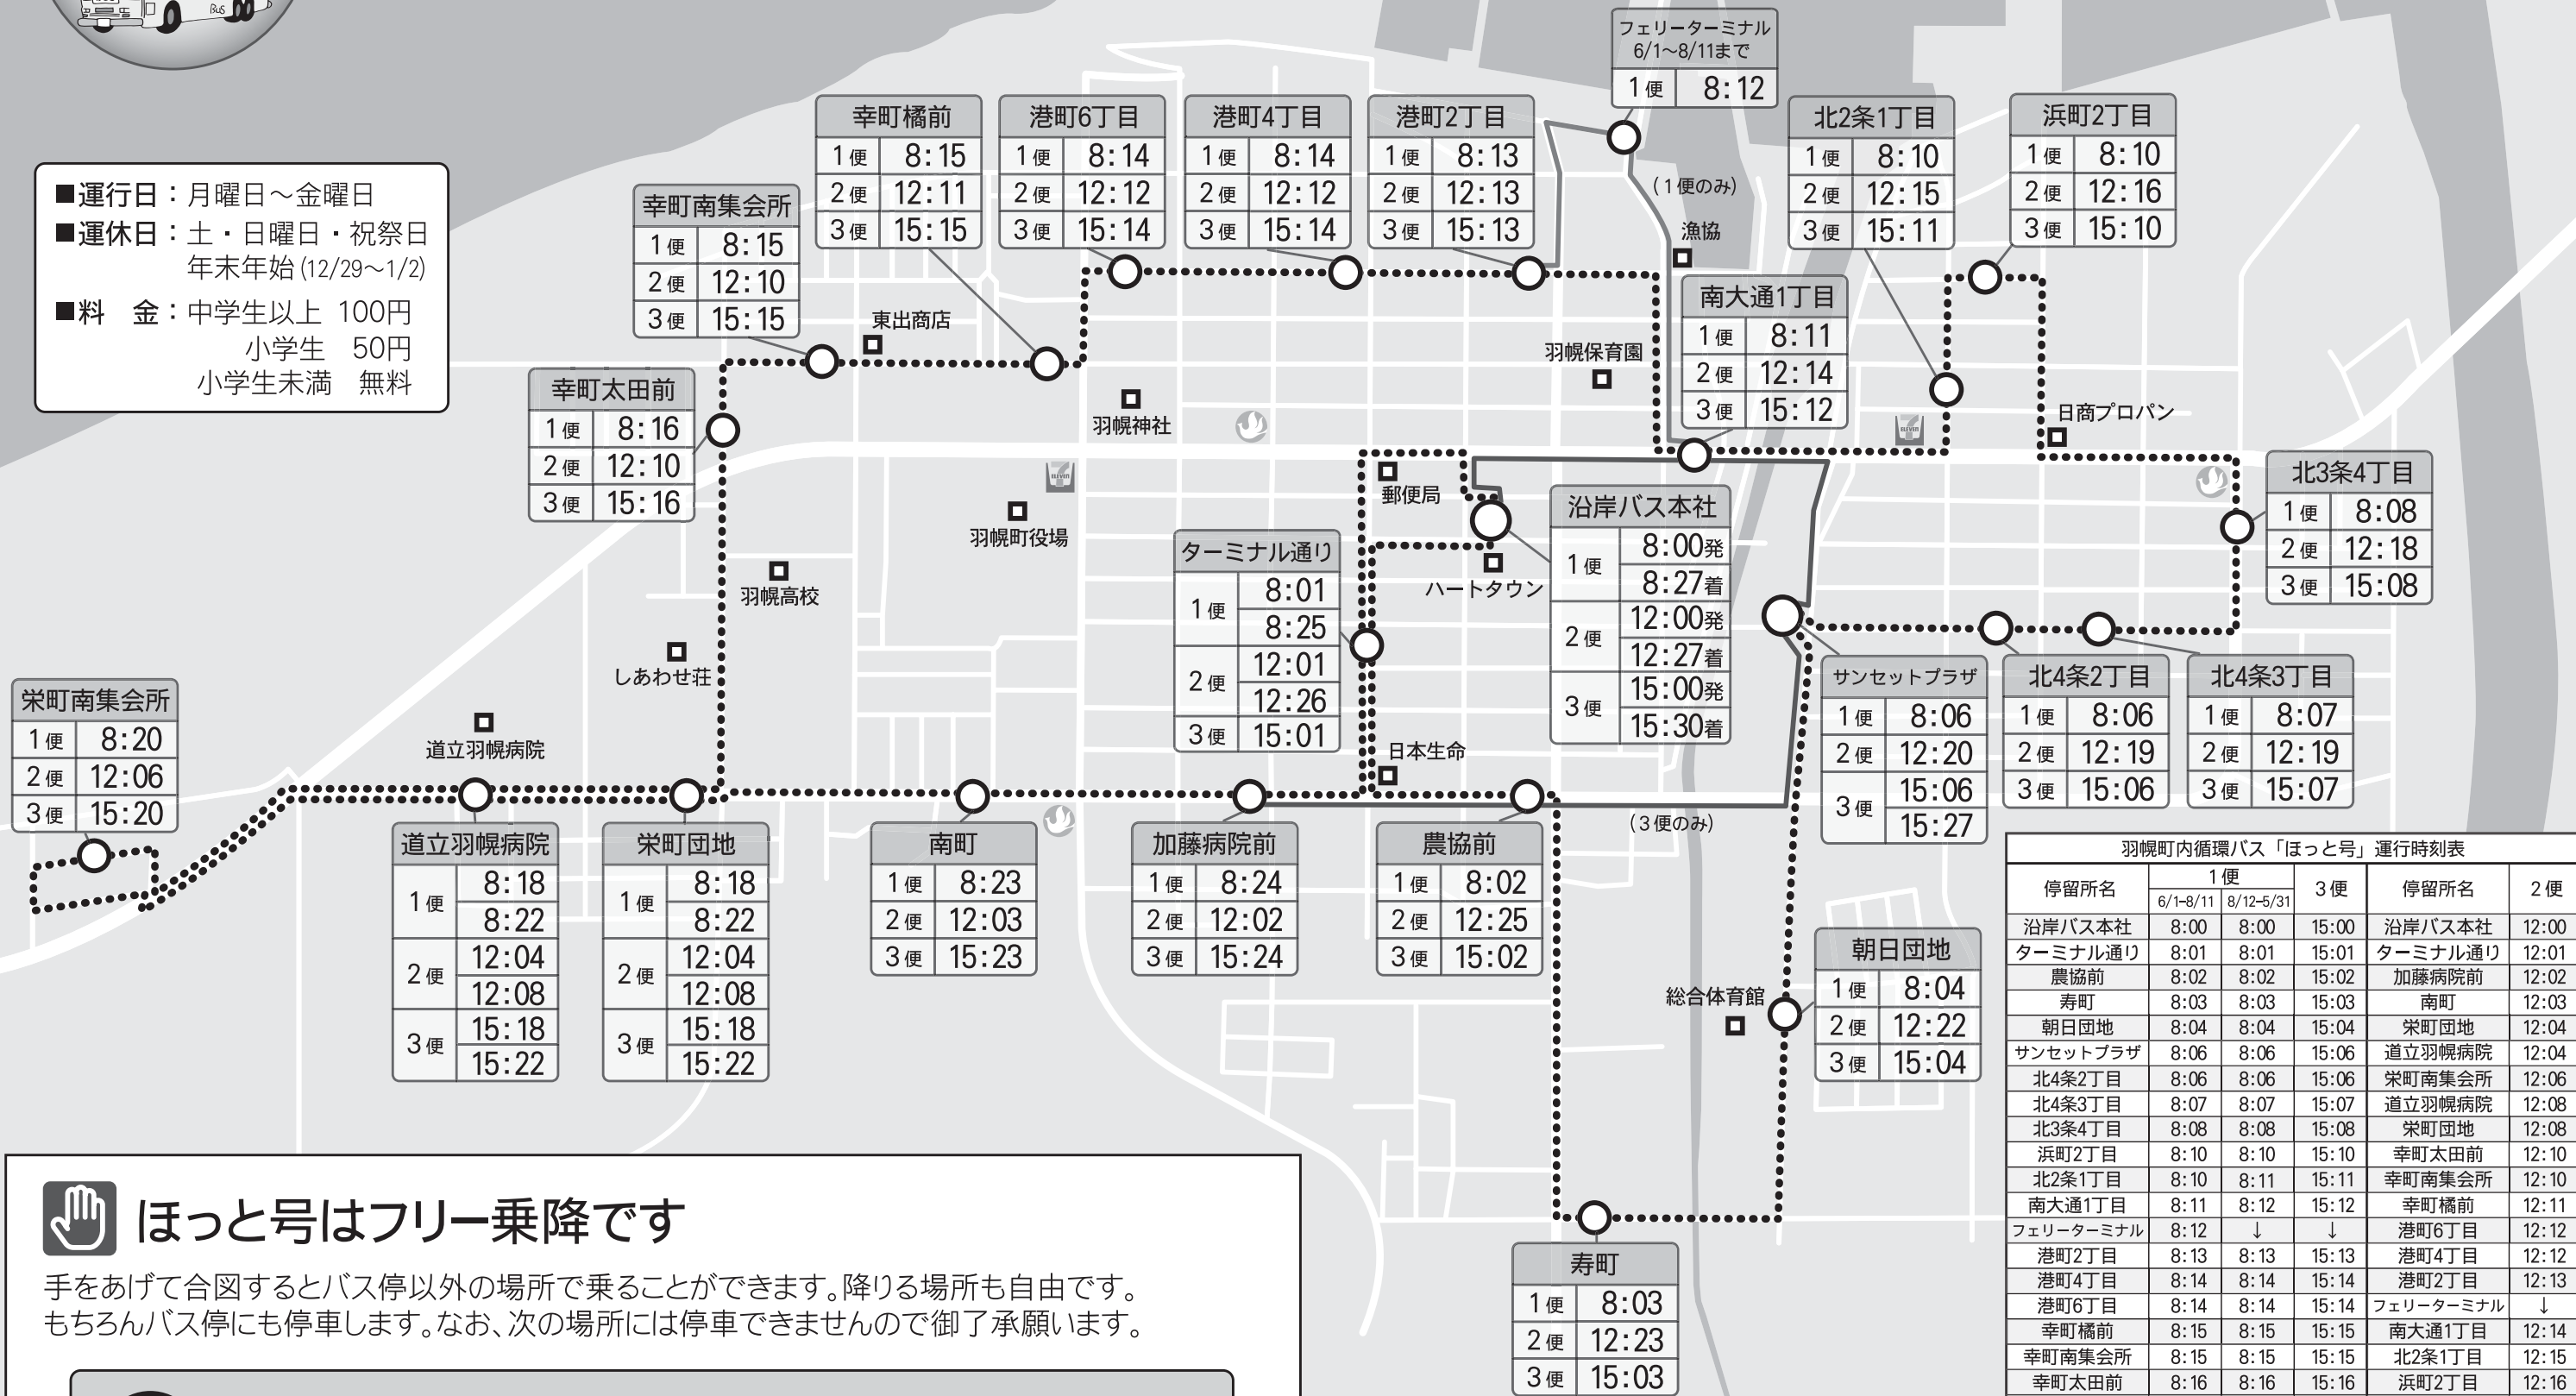 Bus
■運行日：月曜日～金曜日
■運休日：土・日曜日・祝祭日
年末年始(12/29～1/2)
■料　金：中学生以上 100円
小学生 50円
小学生未満 無料
フェリーターミナル
6/1～8/11まで
1便 8:12
(1便のみ)
漁協
幸町橘前
1便 8:15
2便 12:11
3便 15:15
港町6丁目
1便 8:14
2便 12:12
3便 15:14
港町4丁目
1便 8:14
2便 12:12
3便 15:14
港町2丁目
1便 8:13
2便 12:13
3便 15:13
北2条1丁目
1便 8:10
2便 12:15
3便 15:11
浜町2丁目
1便 8:10
2便 12:16
3便 15:10
幸町南集会所
1便 8:15
2便 12:10
3便 15:15
東出商店
南大通1丁目
1便 8:11
2便 12:14
3便 15:12
羽幌保育園
幸町太田前
1便 8:16
2便 12:10
3便 15:16
羽幌神社
ELEVEN
日商プロパン
北3条4丁目
1便 8:08
2便 12:18
3便 15:08
ELEVEN
羽幌町役場
郵便局
ハートタウン
沿岸バス本社
1便 8:00発
8:27着
2便 12:00発
12:27着
3便 15:00発
15:30着
ターミナル通り
1便 8:01
8:25
2便 12:01
12:26
3便 15:01
羽幌高校
しあわせ荘
日本生命
サンセットプラザ
1便 8:06
2便 12:20
3便 15:06
15:27
北4条2丁目
1便 8:06
2便 12:19
3便 15:06
北4条3丁目
1便 8:07
2便 12:19
3便 15:07
栄町南集会所
1便 8:20
2便 12:06
3便 15:20
道立羽幌病院
道立羽幌病院
1便 8:18
8:22
2便 12:04
12:08
3便 15:18
15:22
栄町団地
1便 8:18
8:22
2便 12:04
12:08
3便 15:18
15:22
南町
1便 8:23
2便 12:03
3便 15:23
加藤病院前
1便 8:24
2便 12:02
3便 15:24
農協前
1便 8:02
2便 12:25
3便 15:02
(3便のみ)
総合体育館
朝日団地
1便 8:04
2便 12:22
3便 15:04
寿町
1便 8:03
2便 12:23
3便 15:03
羽幌町内循環バス「ほっと号」運行時刻表
停留所名 1便 3便 停留所名 2便
6/1-8/11 8/12-5/31
沿岸バス本社 8:00 8:00 15:00 沿岸バス本社 12:00
ターミナル通り 8:01 8:01 15:01 ターミナル通り 12:01
農協前 8:02 8:02 15:02 加藤病院前 12:02
寿町 8:03 8:03 15:03 南町 12:03
朝日団地 8:04 8:04 15:04 栄町団地 12:04
サンセットプラザ 8:06 8:06 15:06 道立羽幌病院 12:04
北4条2丁目 8:06 8:06 15:06 栄町南集会所 12:06
北4条3丁目 8:07 8:07 15:07 道立羽幌病院 12:08
北3条4丁目 8:08 8:08 15:08 栄町団地 12:08
浜町2丁目 8:10 8:10 15:10 幸町太田前 12:10
北2条1丁目 8:10 8:11 15:11 幸町南集会所 12:10
南大通1丁目 8:11 8:12 15:12 幸町橘前 12:11
フェリーターミナル 8:12 ↓ ↓ 港町6丁目 12:12
港町2丁目 8:13 8:13 15:13 港町4丁目 12:12
港町4丁目 8:14 8:14 15:14 港町2丁目 12:13
港町6丁目 8:14 8:14 15:14 フェリーターミナル ↓
幸町橘前 8:15 8:15 15:15 南大通1丁目 12:14
幸町南集会所 8:15 8:15 15:15 北2条1丁目 12:15
幸町太田前 8:16 8:16 15:16 浜町2丁目 12:16
ほっと号はフリー乗降です
手をあげて合図するとバス停以外の場所で乗ることができます。降りる場所も自由です。
もちろんバス停にも停車します。なお、次の場所には停車できませんので御了承願います。